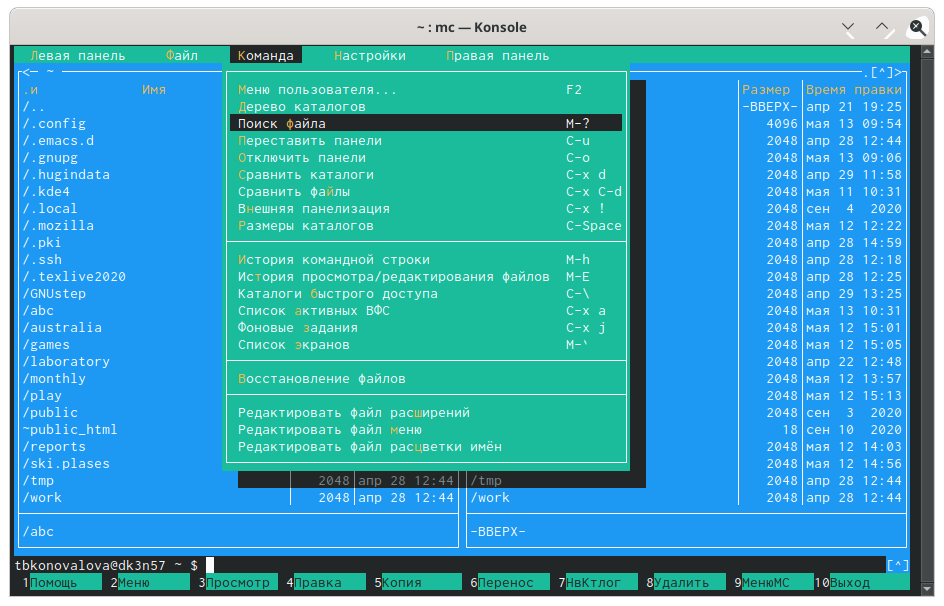 ~ : mc — Konsole
Левая панель Файл Команда Настройки Правая панель
<─ ~ .[^]>
.и Имя Размер Время правки
/.. Меню пользователя... F2 -ВВЕРХ- апр 21 19:25
/.config Дерево каталогов 4096 мая 13 09:54
/.emacs.d Поиск файла M-? 2048 апр 28 12:44
/.gnupg Переставить панели C-u 2048 мая 13 09:06
/.hugindata Отключить панели C-o 2048 апр 29 11:58
/.kde4 Сравнить каталоги C-x d 2048 мая 11 10:31
/.local Сравнить файлы C-x C-d 2048 сен 4 2020
/.mozilla Внешняя панелизация C-x ! 2048 мая 12 12:22
/.pki Размеры каталогов C-Space 2048 апр 28 14:59
/.ssh История командной строки M-h 2048 апр 28 12:18
/.texlive2020 История просмотра/редактирования файлов M-E 2048 апр 28 12:25
/GNUstep Каталоги быстрого доступа C-\ 2048 апр 29 13:25
/abc Список активных ВФС C-x a 2048 мая 13 10:31
/australia Фоновые задания C-x j 2048 мая 12 15:01
/games Список экранов M-` 2048 мая 12 15:05
/laboratory 2048 апр 22 12:48
/monthly Восстановление файлов 2048 мая 12 13:57
/play 2048 мая 12 15:13
/public Редактировать файл расширений 2048 сен 3 2020
~public_html Редактировать файл меню 18 сен 10 2020
/reports Редактировать файл расцветки имён 2048 мая 12 14:03
/ski.plases 2048 мая 12 14:56
/tmp 2048 апр 28 12:44 /tmp 2048 апр 28 12:44
/work 2048 апр 28 12:44 /work 2048 апр 28 12:44
/abc -ВВЕРХ-
tbkonovalova@dk3n57 ~ $ [^]
1Помощь 2Меню 3Просмотр 4Правка 5Копия 6Перенос 7НвКтлог 8Удалить 9МенюMC 10Выход